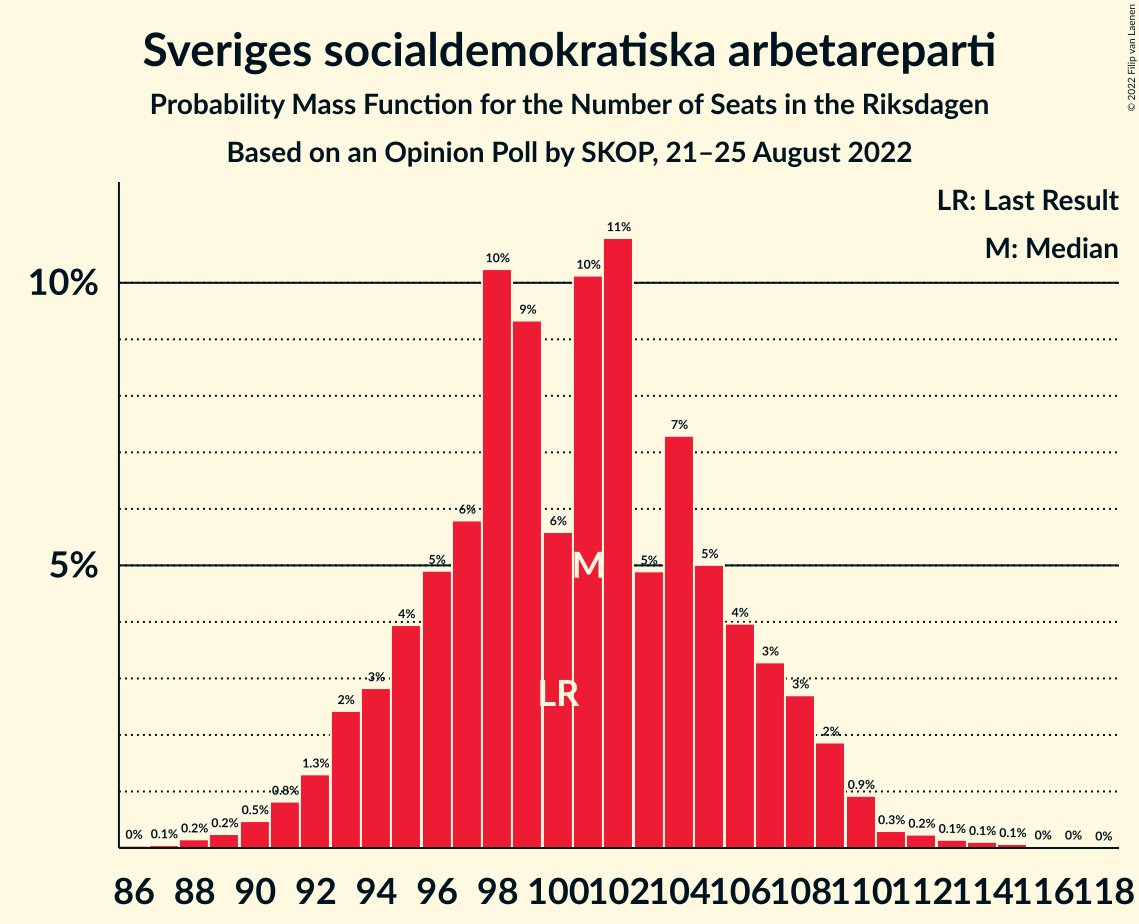 Sveriges socialdemokratiska arbetareparti
Probability Mass Function for the Number of Seats in the Riksdagen
Based on an Opinion Poll by SKOP, 21–25 August 2022
© 2022 Filip van Laenen
LR: Last Result
M: Median
10%
5%
0% 0.1% 0.2% 0.2% 0.5% 0.8% 1.3% 2% 3% 4% 5% 6% 10% 9% 6% 10% 11% 5% 7% 5% 4% 3% 3% 2% 0.9% 0.3% 0.2% 0.1% 0.1% 0.1% 0% 0% 0%
M
LR
86 88 90 92 94 96 98 100 102 104 106 108 110 112 114 116 118